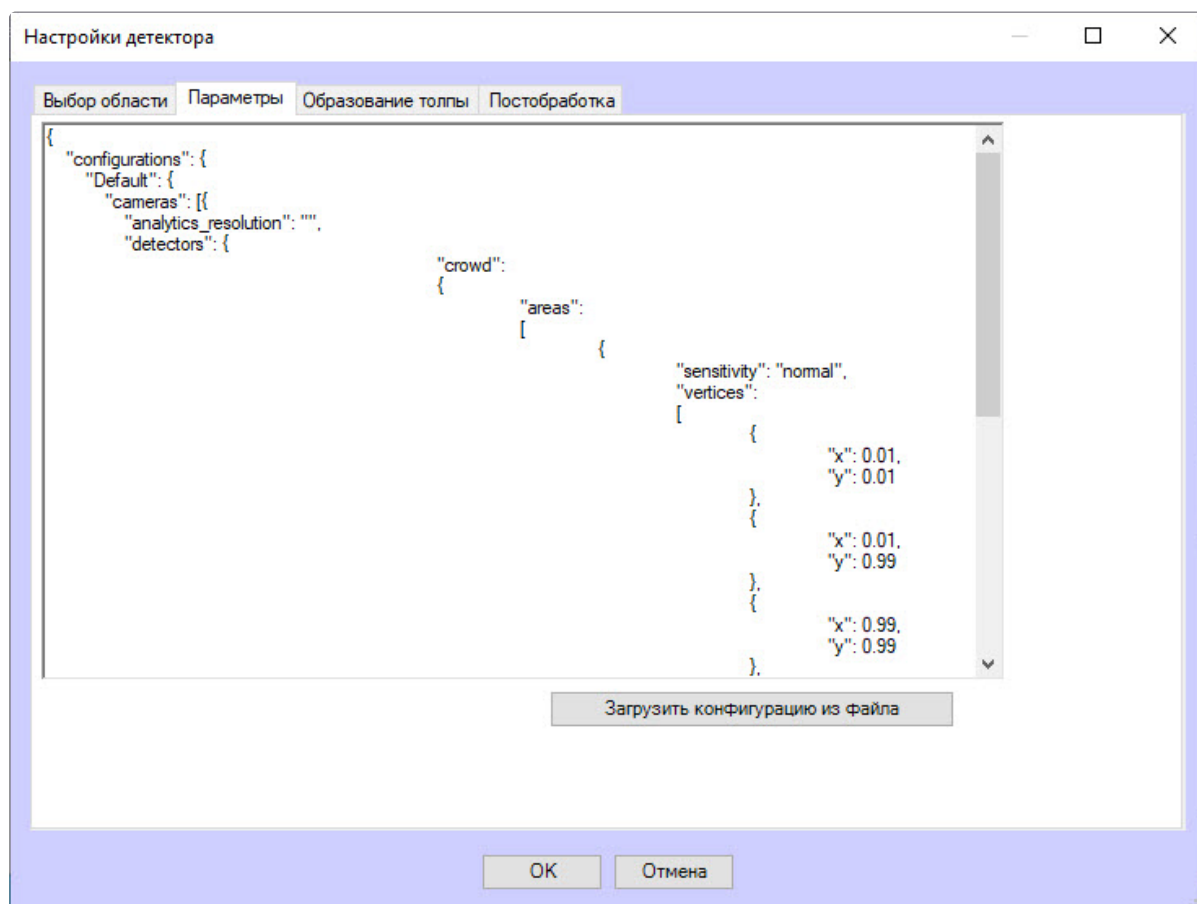 Настройки детектора
Выбор области Параметры Образование толпы Постобработка
{
"configurations": {
"Default": {
"cameras": [{
"analytics_resolution": "",
"detectors": {
"crowd":
{
"areas":
[
{
"sensitivity": "normal",
"vertices":
[
{
"x": 0.01,
"y": 0.01
},
{
"x": 0.01,
"y": 0.99
},
{
"x": 0.99,
"y": 0.99
},
Загрузить конфигурацию из файла
OK Отмена